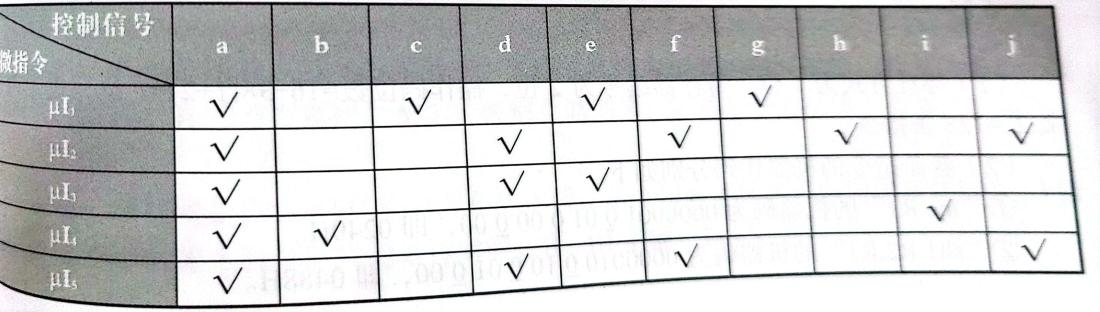 控制信号 a b c d e f g h i j
微指令
μI₁ √ √ √ √
μI₂ √ √ √ √ √
μI₃ √ √ √
μI₄ √ √ √
μI₅ √ √ √ √